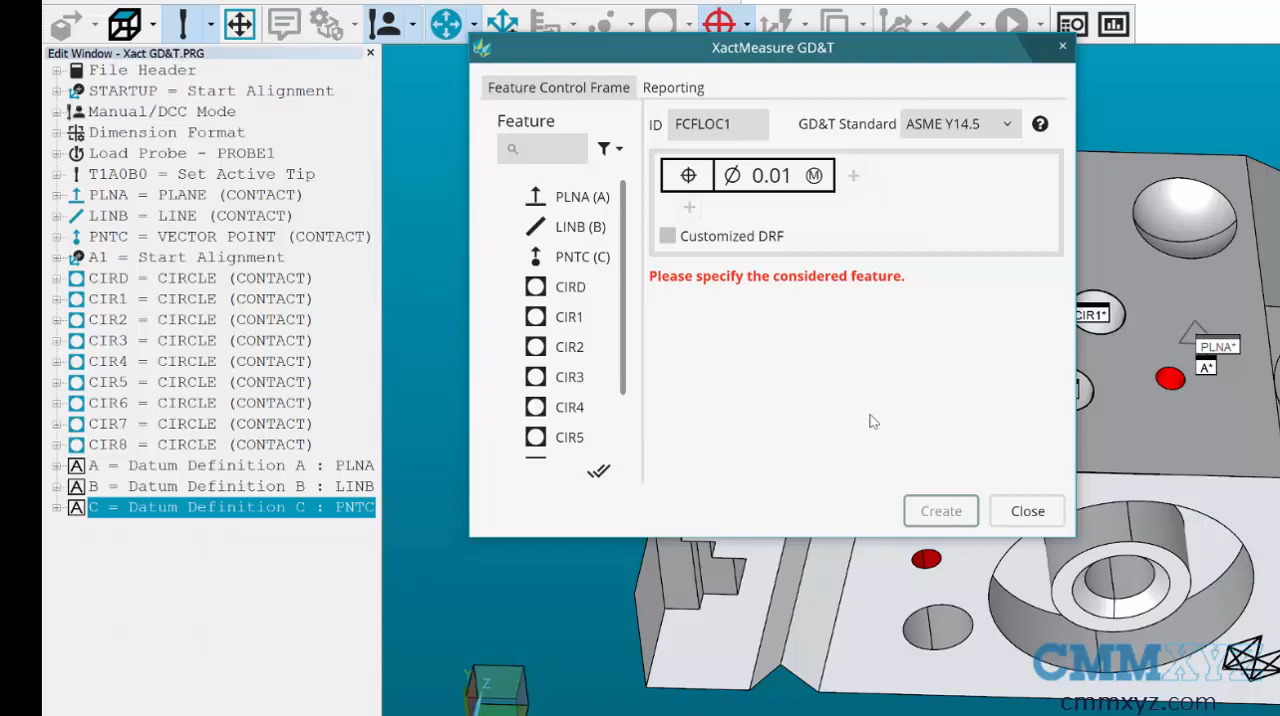 XactMeasure GD&T
×
Edit Window - Xact GD&T.PRG
×
File Header
STARTUP = Start Alignment
Manual/DCC Mode
Dimension Format
Load Probe - PROBE1
T1A0B0 = Set Active Tip
PLNA = PLANE (CONTACT)
LINB = LINE (CONTACT)
PNTC = VECTOR POINT (CONTACT)
A1 = Start Alignment
CIRD = CIRCLE (CONTACT)
CIR1 = CIRCLE (CONTACT)
CIR2 = CIRCLE (CONTACT)
CIR3 = CIRCLE (CONTACT)
CIR4 = CIRCLE (CONTACT)
CIR5 = CIRCLE (CONTACT)
CIR6 = CIRCLE (CONTACT)
CIR7 = CIRCLE (CONTACT)
CIR8 = CIRCLE (CONTACT)
A A = Datum Definition A : PLNA
A B = Datum Definition B : LINB
A C = Datum Definition C : PNTC
Feature Control Frame
Reporting
Feature
PLNA (A)
LINB (B)
PNTC (C)
CIRD
CIR1
CIR2
CIR3
CIR4
CIR5
ID FCFLOC1
GD&T Standard ASME Y14.5
⌖ ∅ 0.01 Ⓜ +
+
Customized DRF
Please specify the considered feature.
Create
Close
CIR1*
PLNA*
A*
Z
CMMXYZ
cmmxyz.com